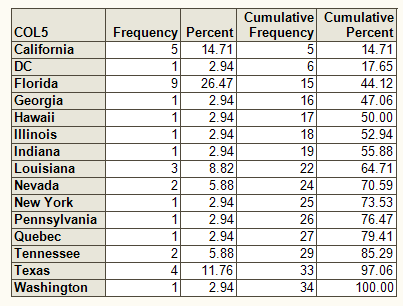 Cumulative Cumulative
COL5 Frequency Percent Frequency Percent
California 5 14.71 5 14.71
DC 1 2.94 6 17.65
Florida 9 26.47 15 44.12
Georgia 1 2.94 16 47.06
Hawaii 1 2.94 17 50.00
Illinois 1 2.94 18 52.94
Indiana 1 2.94 19 55.88
Louisiana 3 8.82 22 64.71
Nevada 2 5.88 24 70.59
New York 1 2.94 25 73.53
Pennsylvania 1 2.94 26 76.47
Quebec 1 2.94 27 79.41
Tennessee 2 5.88 29 85.29
Texas 4 11.76 33 97.06
Washington 1 2.94 34 100.00